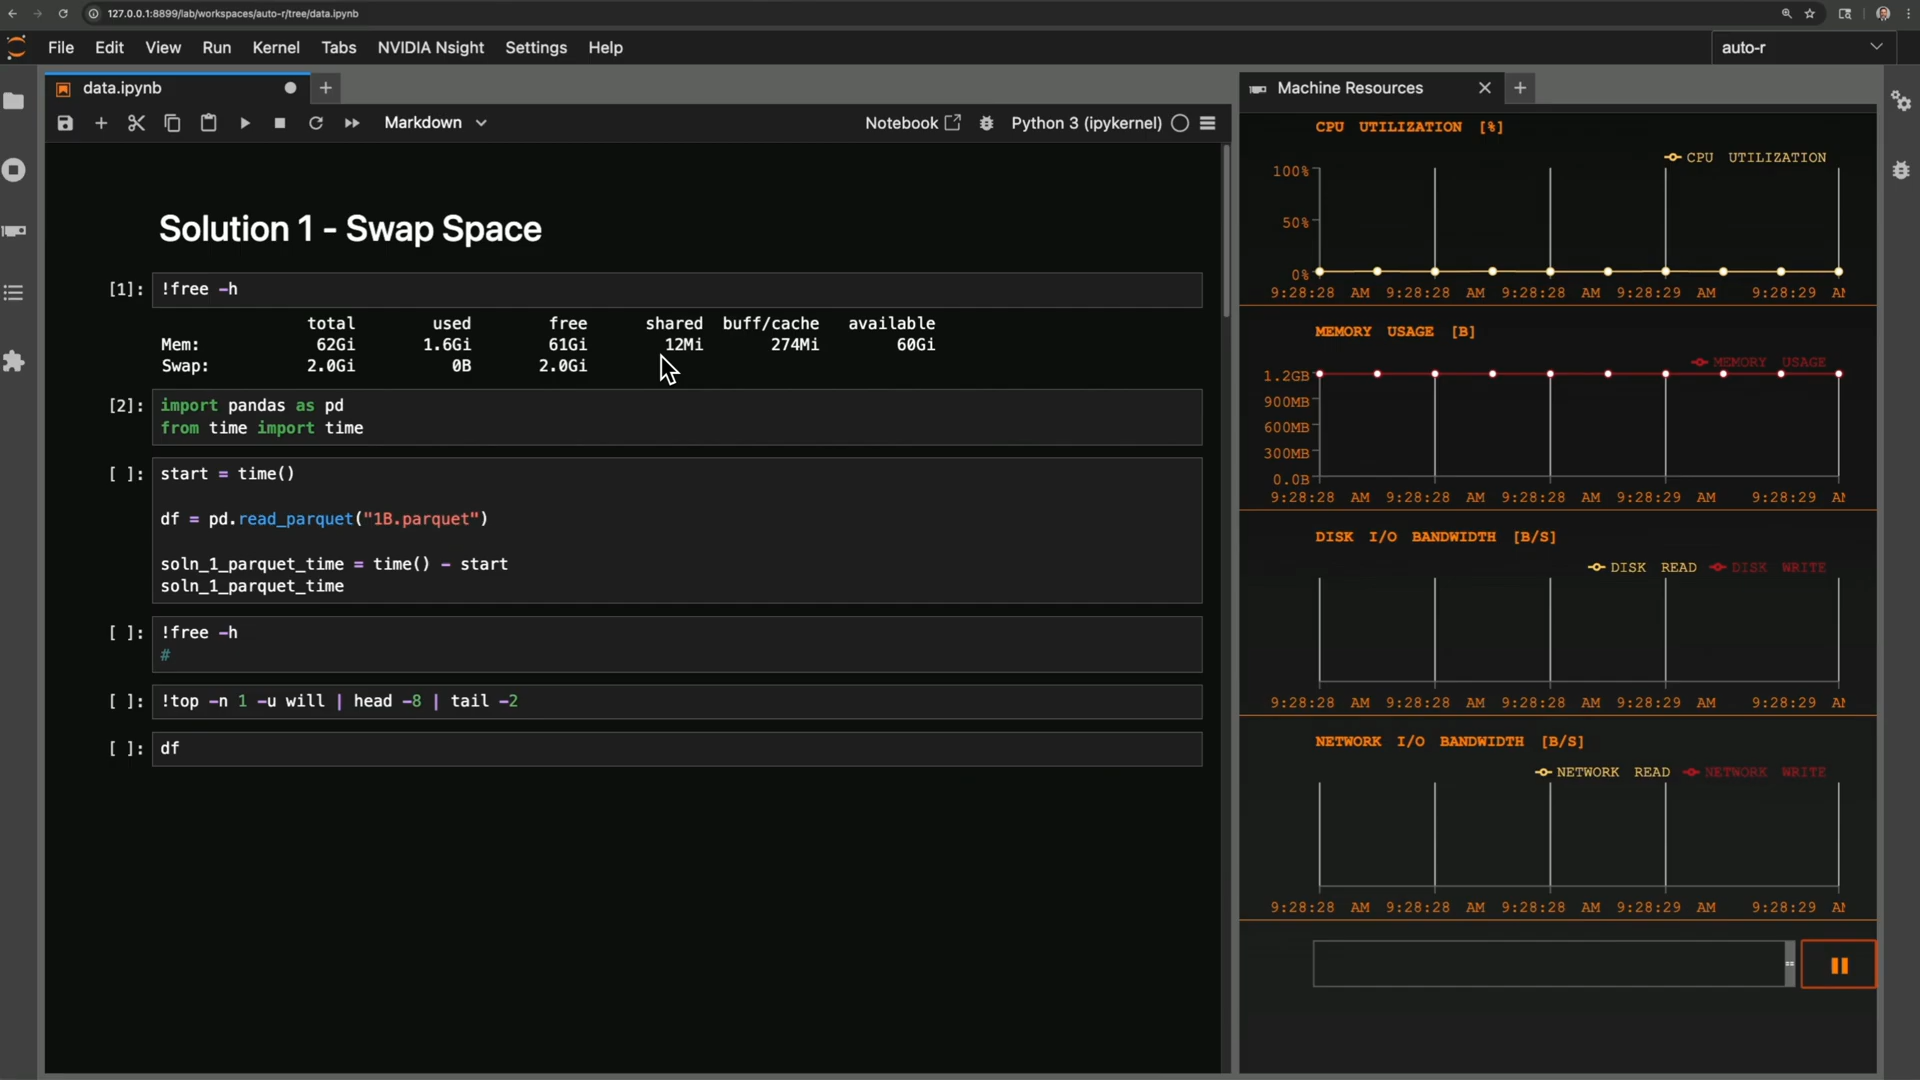 127.0.0.1:8899/lab/workspaces/auto-r/tree/data.ipynb
File Edit View Run Kernel Tabs NVIDIA Nsight Settings Help
auto-r
data.ipynb
Markdown
Notebook
Python 3 (ipykernel)
Solution 1 - Swap Space
[1]: !free -h
total used free shared buff/cache available
Mem: 62Gi 1.6Gi 61Gi 12Mi 274Mi 60Gi
Swap: 2.0Gi 0B 2.0Gi
[2]: import pandas as pd
from time import time
[ ]: start = time()
df = pd.read_parquet("1B.parquet")
soln_1_parquet_time = time() - start
soln_1_parquet_time
[ ]: !free -h
#
[ ]: !top -n 1 -u will | head -8 | tail -2
[ ]: df
Machine Resources
CPU UTILIZATION [%]
CPU UTILIZATION
100%
50%
0%
9:28:28 AM 9:28:28 AM 9:28:28 AM 9:28:29 AM 9:28:29 AM
MEMORY USAGE [B]
MEMORY USAGE
1.2GB
900MB
600MB
300MB
0.0B
9:28:28 AM 9:28:28 AM 9:28:28 AM 9:28:29 AM 9:28:29 AM
DISK I/O BANDWIDTH [B/S]
DISK READ DISK WRITE
9:28:28 AM 9:28:28 AM 9:28:28 AM 9:28:29 AM 9:28:29 AM
NETWORK I/O BANDWIDTH [B/S]
NETWORK READ NETWORK WRITE
9:28:28 AM 9:28:28 AM 9:28:28 AM 9:28:29 AM 9:28:29 AM